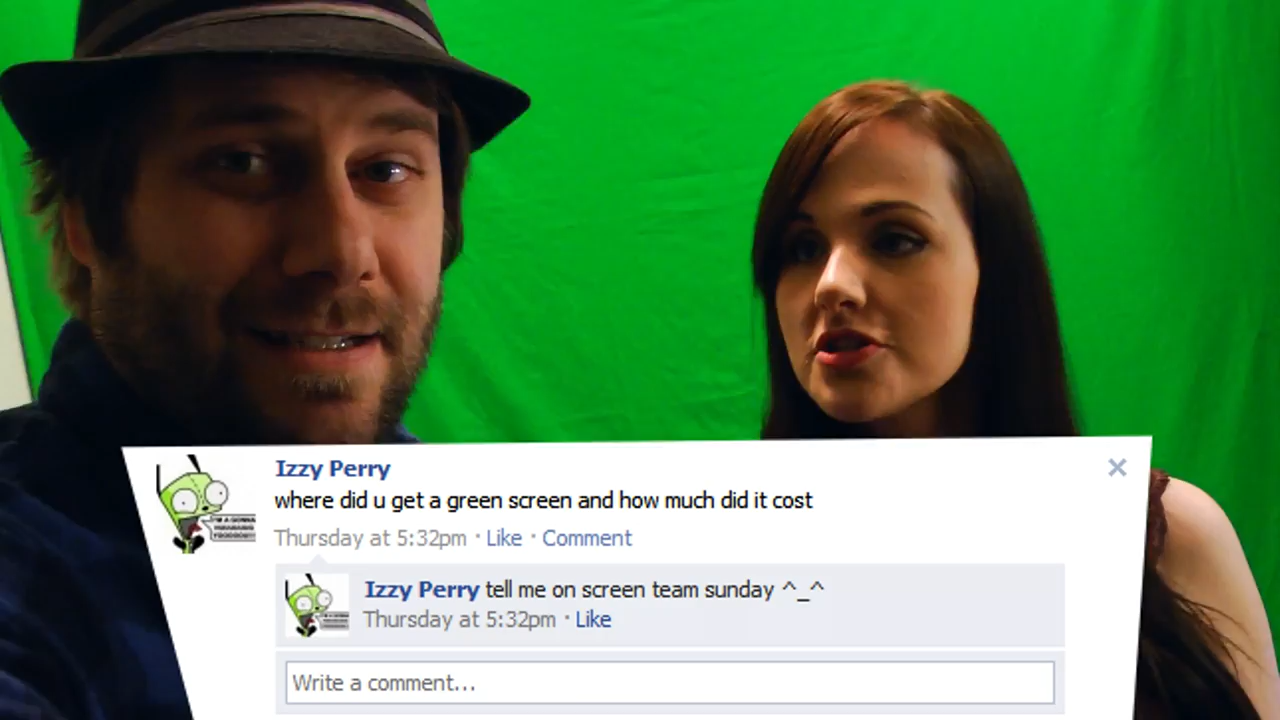 Izzy Perry
where did u get a green screen and how much did it cost
Thursday at 5:32pm · Like · Comment
Izzy Perry tell me on screen team sunday ^_^
Thursday at 5:32pm · Like
Write a comment...